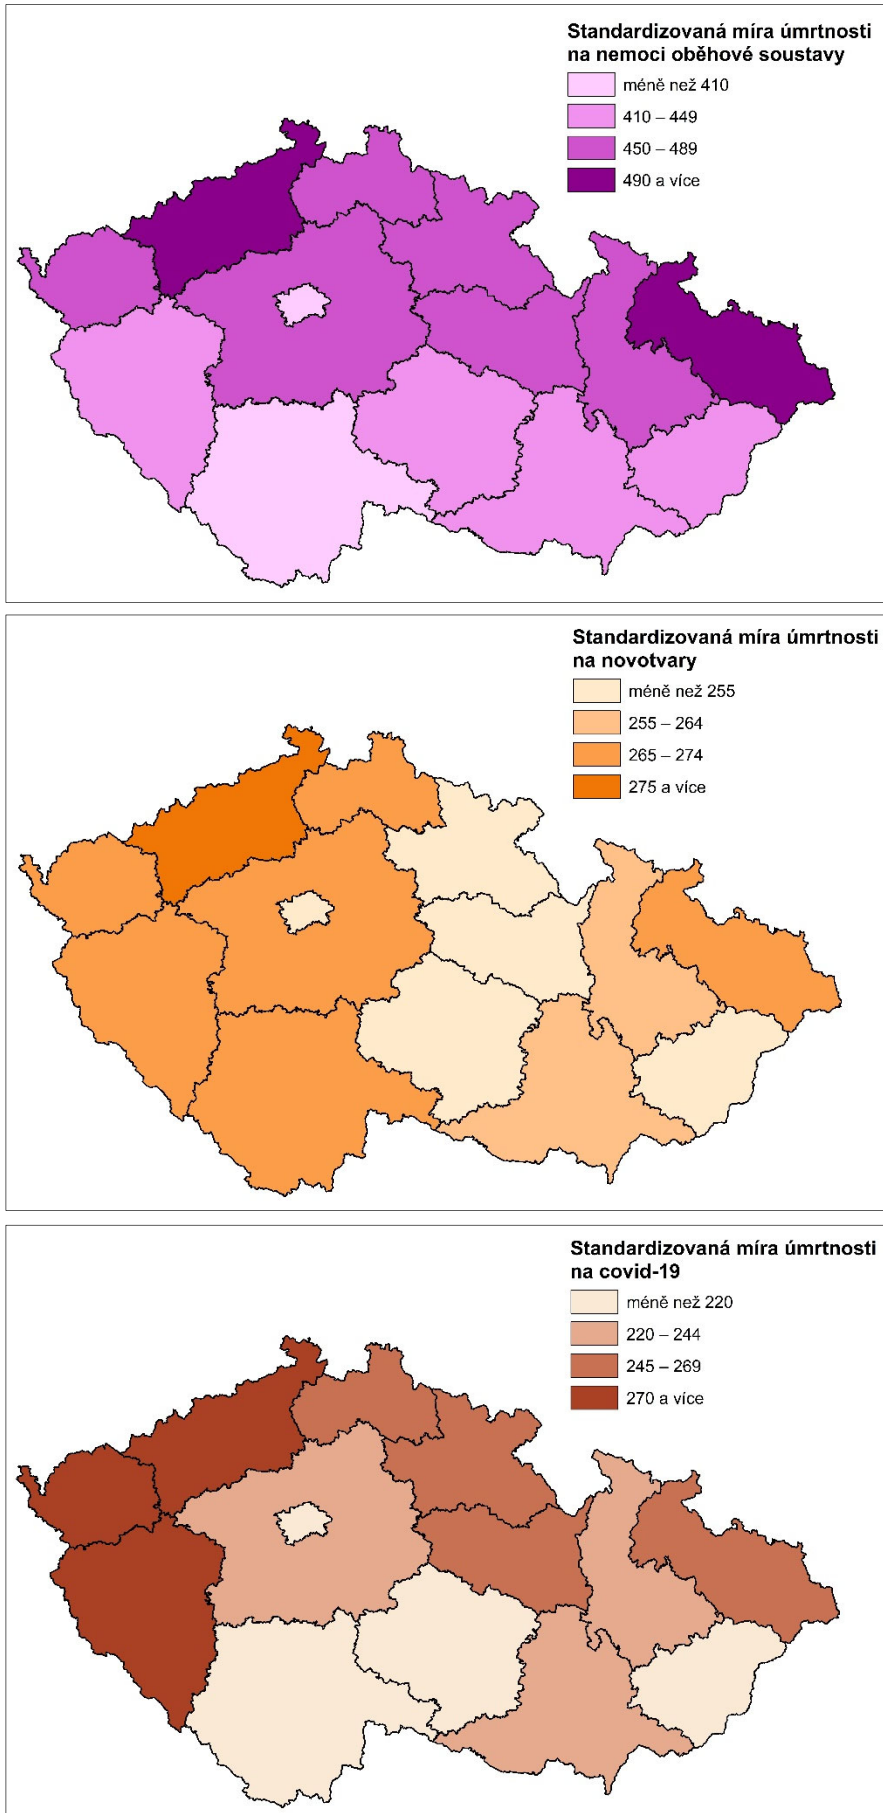 Standardizovaná míra úmrtnosti
na nemoci oběhové soustavy
méně než 410
410 – 449
450 – 489
490 a více
Standardizovaná míra úmrtnosti
na novotvary
méně než 255
255 – 264
265 – 274
275 a více
Standardizovaná míra úmrtnosti
na covid-19
méně než 220
220 – 244
245 – 269
270 a více